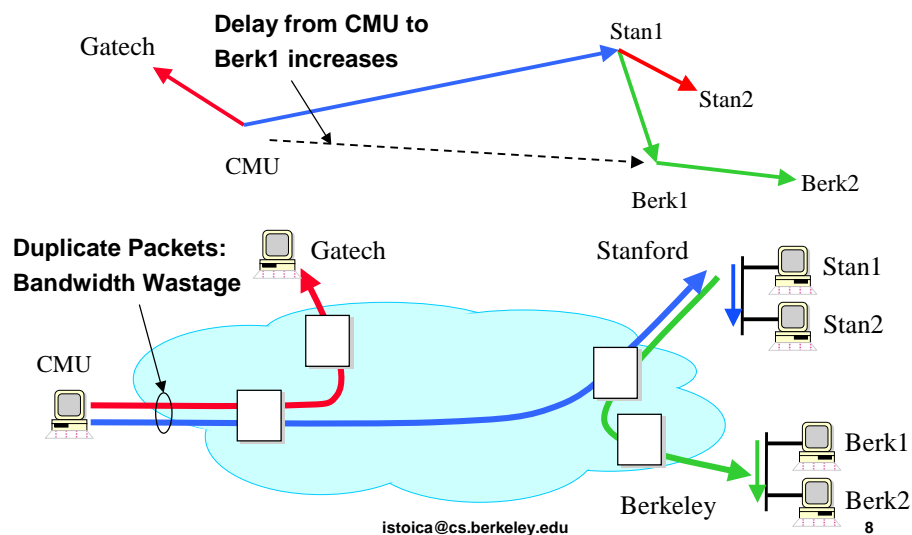 Delay from CMU to
Berk1 increases
Gatech
Stan1
Stan2
CMU
Berk1
Berk2
Duplicate Packets:
Bandwidth Wastage
Gatech
Stanford
Stan1
Stan2
CMU
Berk1
Berkeley
Berk2
istoica@cs.berkeley.edu
8